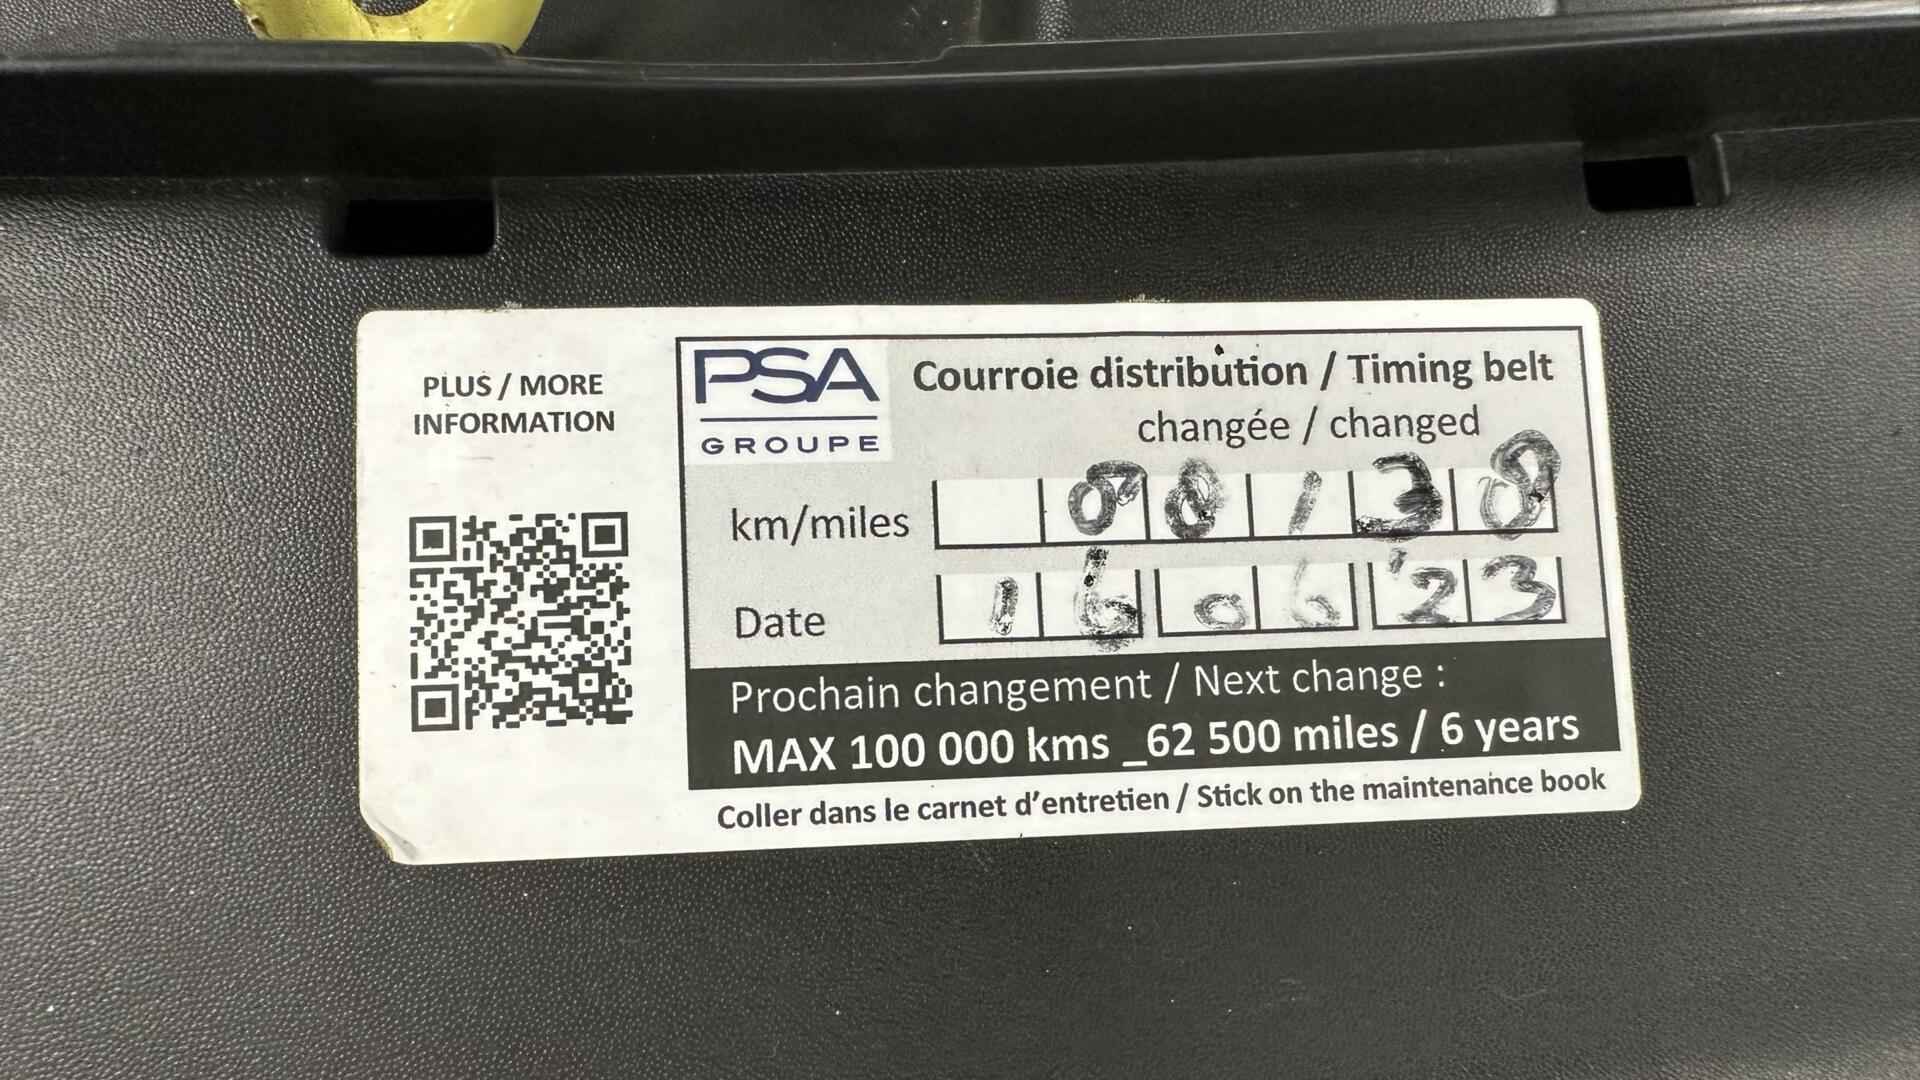 PLUS / MORE
INFORMATION
PSA
GROUPE
Courroie distribution / Timing belt
changée / changed
km/miles 88138
Date 16 06 '23
Prochain changement / Next change :
MAX 100 000 kms _62 500 miles / 6 years
Coller dans le carnet d'entretien / Stick on the maintenance book